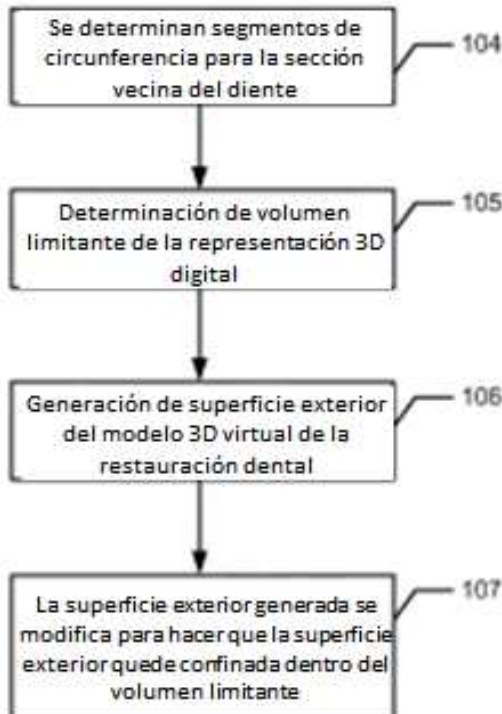 Se determinan segmentos de
circunferencia para la sección
vecina del diente
104
Determinación de volumen
limitante de la representación 3D
digital
105
Generación de superficie exterior
del modelo 3D virtual de la
restauración dental
106
La superficie exterior generada se
modifica para hacer que la superficie
exterior quede confinada dentro del
volumen limitante
107